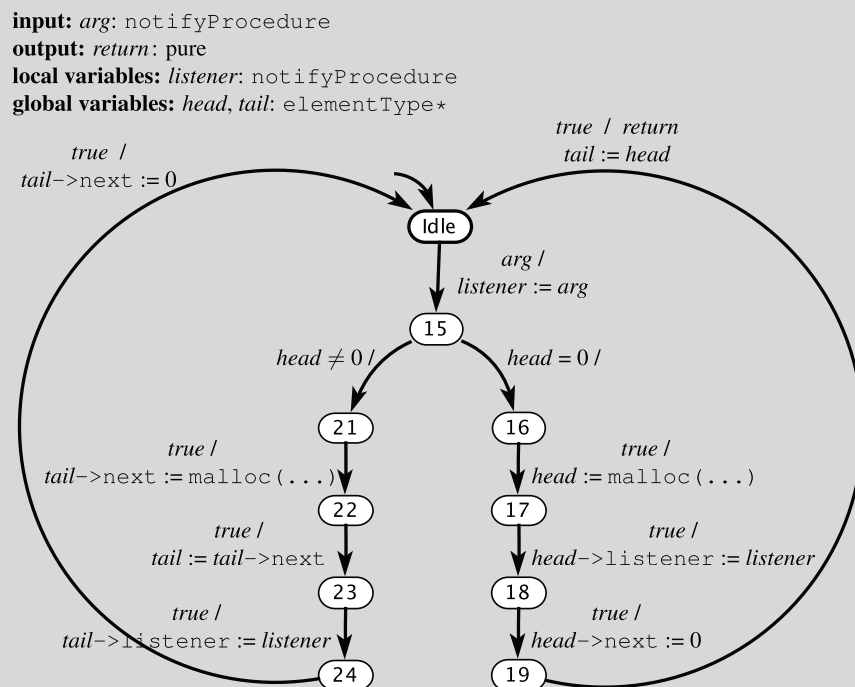 input: arg: notifyProcedure
output: return: pure
local variables: listener: notifyProcedure
global variables: head, tail: elementType*
true / return
tail := head
true /
tail->next := 0
Idle
arg /
listener := arg
15
head ≠ 0 /
head = 0 /
21
16
true /
tail->next := malloc(...)
true /
head := malloc(...)
22
17
true /
tail := tail->next
true /
head->listener := listener
23
18
true /
tail->listener := listener
true /
head->next := 0
24
19